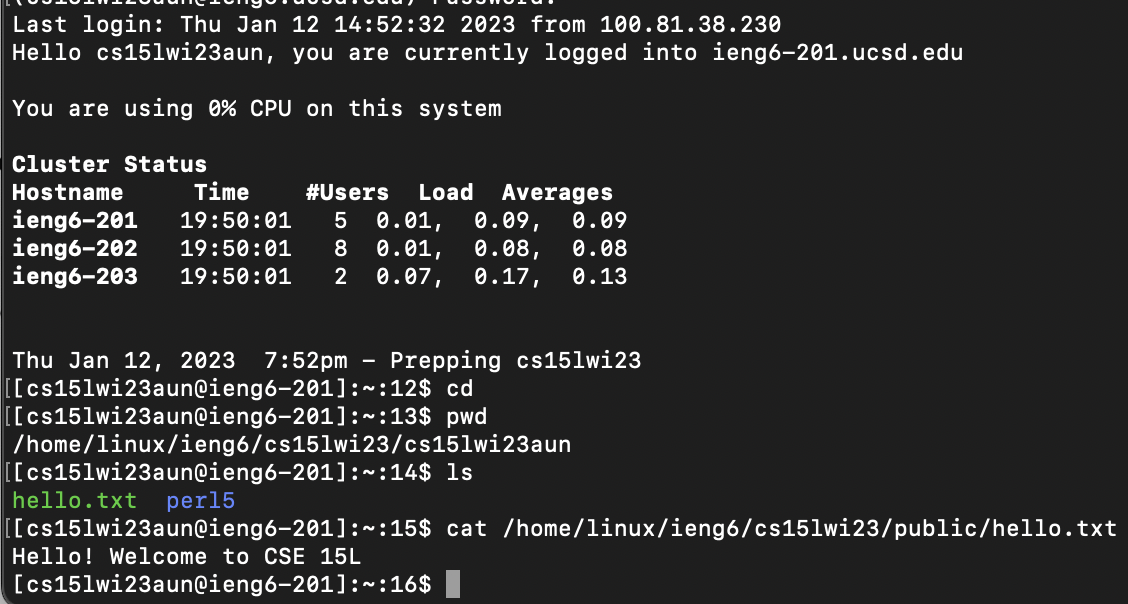 (cs15lwi23aun@ieng6.ucsd.edu) Password:
Last login: Thu Jan 12 14:52:32 2023 from 100.81.38.230
Hello cs15lwi23aun, you are currently logged into ieng6-201.ucsd.edu
You are using 0% CPU on this system
Cluster Status
Hostname     Time    #Users  Load  Averages
ieng6-201   19:50:01   5  0.01,  0.09,  0.09
ieng6-202   19:50:01   8  0.01,  0.08,  0.08
ieng6-203   19:50:01   2  0.07,  0.17,  0.13
Thu Jan 12, 2023  7:52pm - Prepping cs15lwi23
[[cs15lwi23aun@ieng6-201]:~:12$ cd
[[cs15lwi23aun@ieng6-201]:~:13$ pwd
/home/linux/ieng6/cs15lwi23/cs15lwi23aun
[[cs15lwi23aun@ieng6-201]:~:14$ ls
hello.txt  perl5
[[cs15lwi23aun@ieng6-201]:~:15$ cat /home/linux/ieng6/cs15lwi23/public/hello.txt
Hello! Welcome to CSE 15L
[cs15lwi23aun@ieng6-201]:~:16$